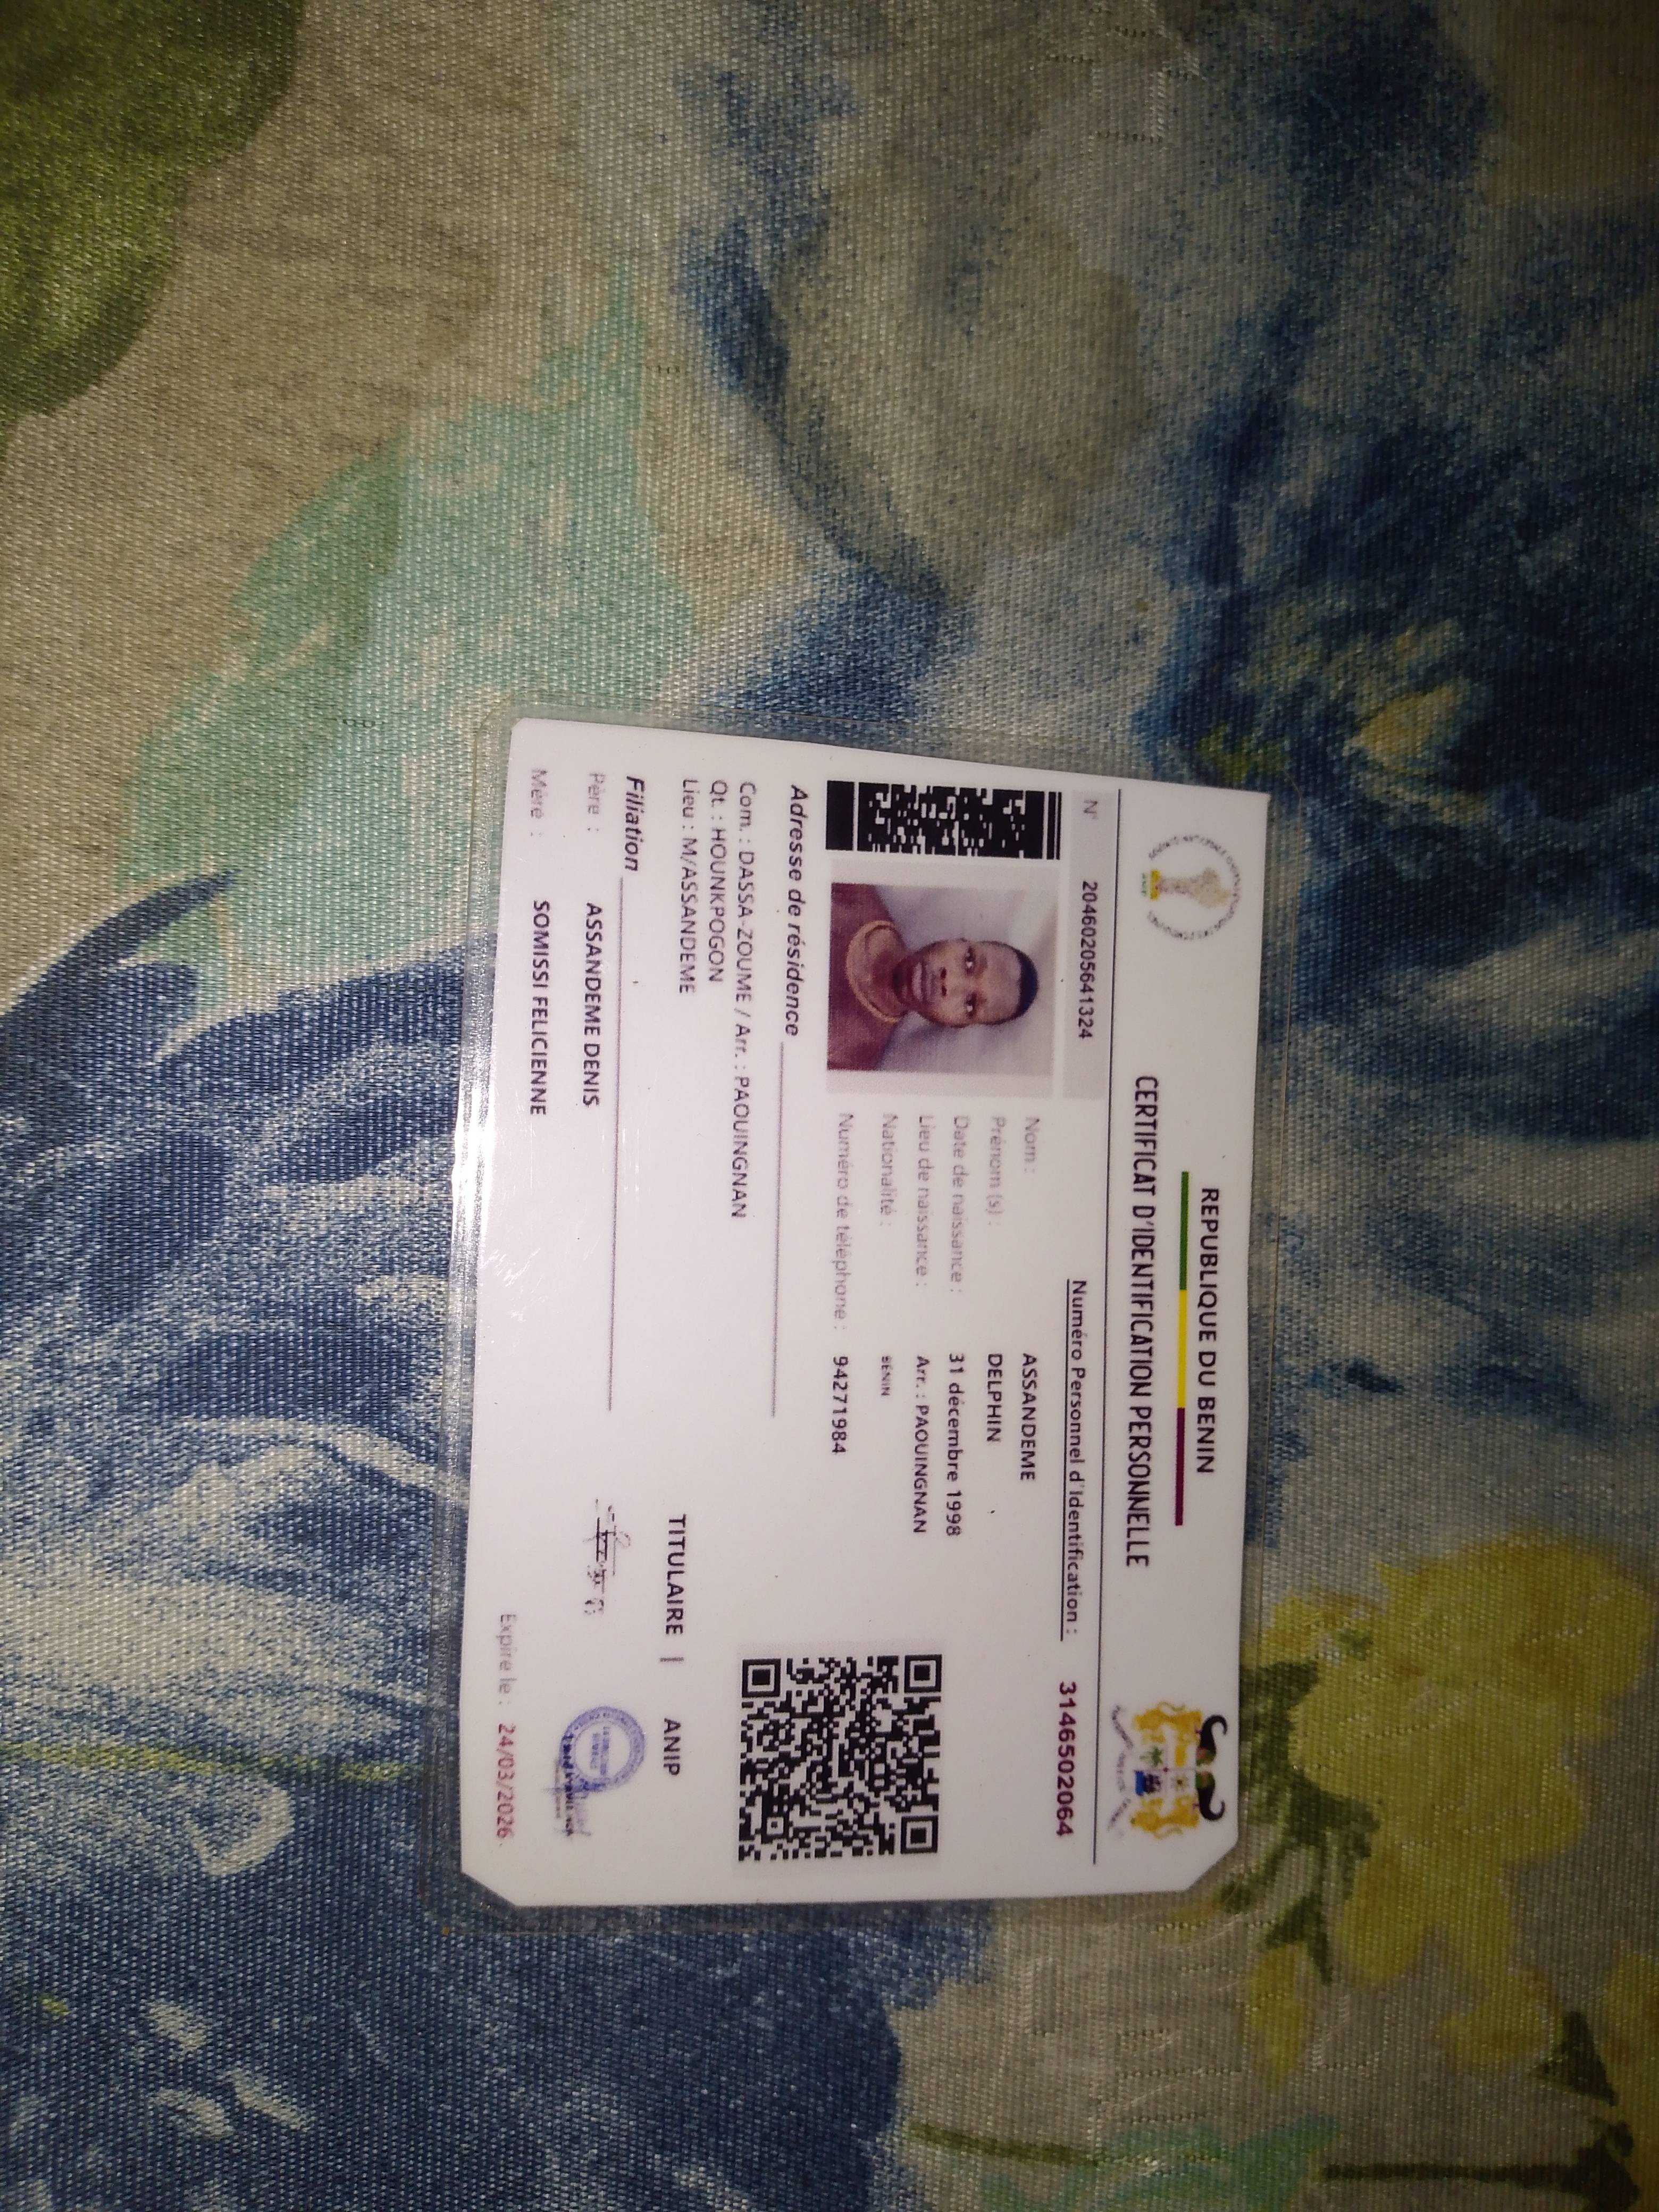 REPUBLIQUE DU BENIN
CERTIFICAT D'IDENTIFICATION PERSONNELLE
N° 20460205641324
Numéro Personnel d'Identification : 3146502064
Nom : ASSANDEME
Prénom (s) : DELPHIN
Date de naissance : 31 décembre 1998
Lieu de naissance : Arr. : PAOUINGNAN
Nationalité : BENIN
Numéro de téléphone : 94271984
Adresse de résidence
Com. : DASSA-ZOUME / Arr. : PAOUINGNAN
Qt. : HOUNKPOGON
Lieu : M/ASSANDEME
Filiation
Père : ASSANDEME DENIS
Mère : SOMISSI FELICIENNE
TITULAIRE | ANIP
Expire le : 24/03/2026